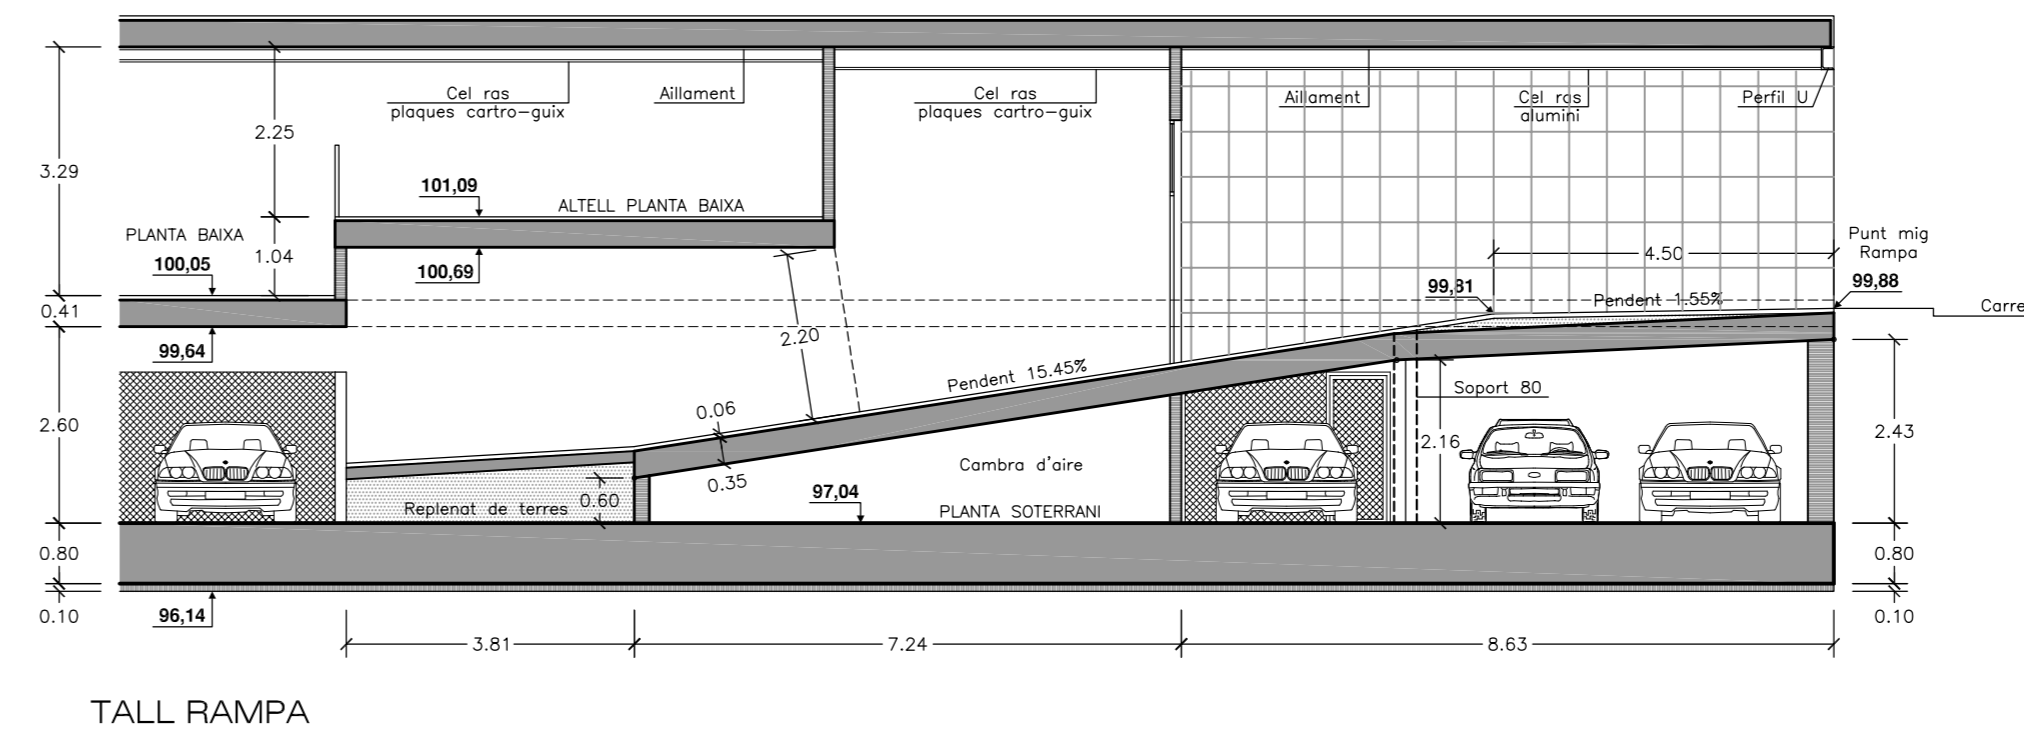 Cel ras
plaques cartro-guix
Aillament
Cel ras
plaques cartro-guix
Aillament
Cel ras
alumini
Perfil U
2.25
3.29
101,09
ALTELL PLANTA BAIXA
PLANTA BAIXA
100,05
1.04
100,69
4.50
Punt mig
Rampa
99,88
99,81
Pendent 1.55%
Carre
0.41
99,64
2.20
Pendent 15.45%
Soport 80
0.06
2.60
2.16
2.43
0.35
Cambra d'aire
0.60
Replenat de terres
97,04
PLANTA SOTERRANI
0.80
0.80
0.10
96,14
0.10
3.81
7.24
8.63
TALL RAMPA